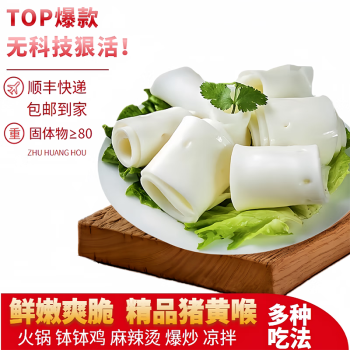 TOP爆款
无科技狠活!
顺丰快递
包邮到家
重 固体物≥80
ZHU HUANG HOU
鲜嫩爽脆 精品猪黄喉
火锅 钵钵鸡 麻辣烫 爆炒 凉拌
多种
吃法